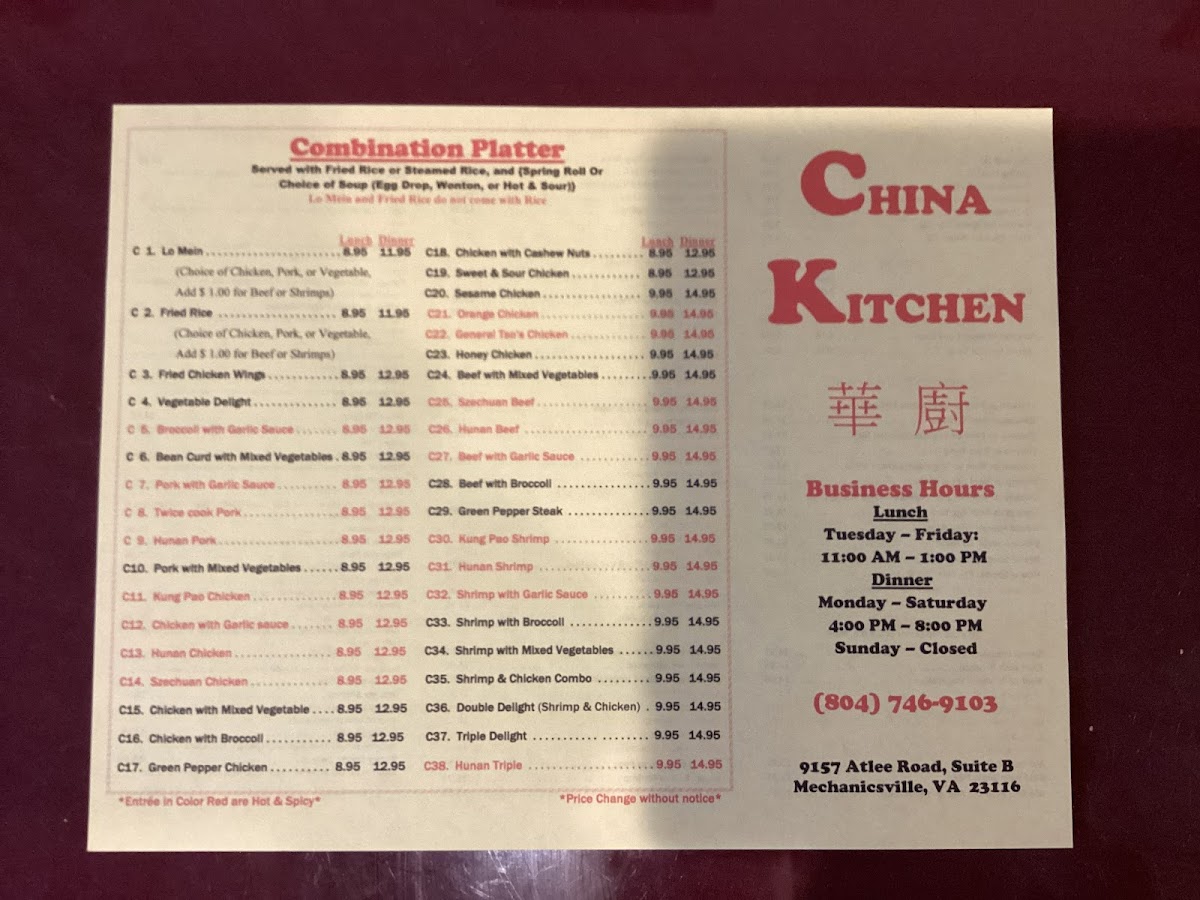 Combination Platter
Served with Fried Rice or Steamed Rice, and (Spring Roll Or
Choice of Soup (Egg Drop, Wonton, or Hot & Sour))
Lo Mein and Fried Rice do not come with Rice
Lunch Dinner
C 1. Lo Mein ........................ 8.95 11.95
(Choice of Chicken, Pork, or Vegetable,
Add $ 1.00 for Beef or Shrimps)
C 2. Fried Rice ..................... 8.95 11.95
(Choice of Chicken, Pork, or Vegetable,
Add $ 1.00 for Beef or Shrimps)
C 3. Fried Chicken Wings ............ 8.95 12.95
C 4. Vegetable Delight .............. 8.95 12.95
C 5. Broccoli with Garlic Sauce ...... 8.95 12.95
C 6. Bean Curd with Mixed Vegetables . 8.95 12.95
C 7. Pork with Garlic Sauce .......... 8.95 12.95
C 8. Twice cook Pork ................ 8.95 12.95
C 9. Hunan Pork .................... 8.95 12.95
C10. Pork with Mixed Vegetables ...... 8.95 12.95
C11. Kung Pao Chicken .............. 8.95 12.95
C12. Chicken with Garlic sauce ....... 8.95 12.95
C13. Hunan Chicken ................ 8.95 12.95
C14. Szechuan Chicken ............. 8.95 12.95
C15. Chicken with Mixed Vegetable .... 8.95 12.95
C16. Chicken with Broccoli ........... 8.95 12.95
C17. Green Pepper Chicken .......... 8.95 12.95
*Entrée in Color Red are Hot & Spicy*
Lunch Dinner
C18. Chicken with Cashew Nuts ......... 8.95 12.95
C19. Sweet & Sour Chicken ............ 8.95 12.95
C20. Sesame Chicken ................. 9.95 14.95
C21. Orange Chicken ................. 9.95 14.95
C22. General Tso's Chicken ............ 9.95 14.95
C23. Honey Chicken .................. 9.95 14.95
C24. Beef with Mixed Vegetables ......... 9.95 14.95
C25. Szechuan Beef .................. 9.95 14.95
C26. Hunan Beef .................... 9.95 14.95
C27. Beef with Garlic Sauce ........... 9.95 14.95
C28. Beef with Broccoli ............... 9.95 14.95
C29. Green Pepper Steak ............. 9.95 14.95
C30. Kung Pao Shrimp ................ 9.95 14.95
C31. Hunan Shrimp .................. 9.95 14.95
C32. Shrimp with Garlic Sauce ......... 9.95 14.95
C33. Shrimp with Broccoli ............. 9.95 14.95
C34. Shrimp with Mixed Vegetables ...... 9.95 14.95
C35. Shrimp & Chicken Combo ......... 9.95 14.95
C36. Double Delight (Shrimp & Chicken) . 9.95 14.95
C37. Triple Delight .................. 9.95 14.95
C38. Hunan Triple ................... 9.95 14.95
*Price Change without notice*
CHINA
KITCHEN
華 廚
Business Hours
Lunch
Tuesday – Friday:
11:00 AM – 1:00 PM
Dinner
Monday – Saturday
4:00 PM – 8:00 PM
Sunday – Closed
(804) 746-9103
9157 Atlee Road, Suite B
Mechanicsville, VA 23116